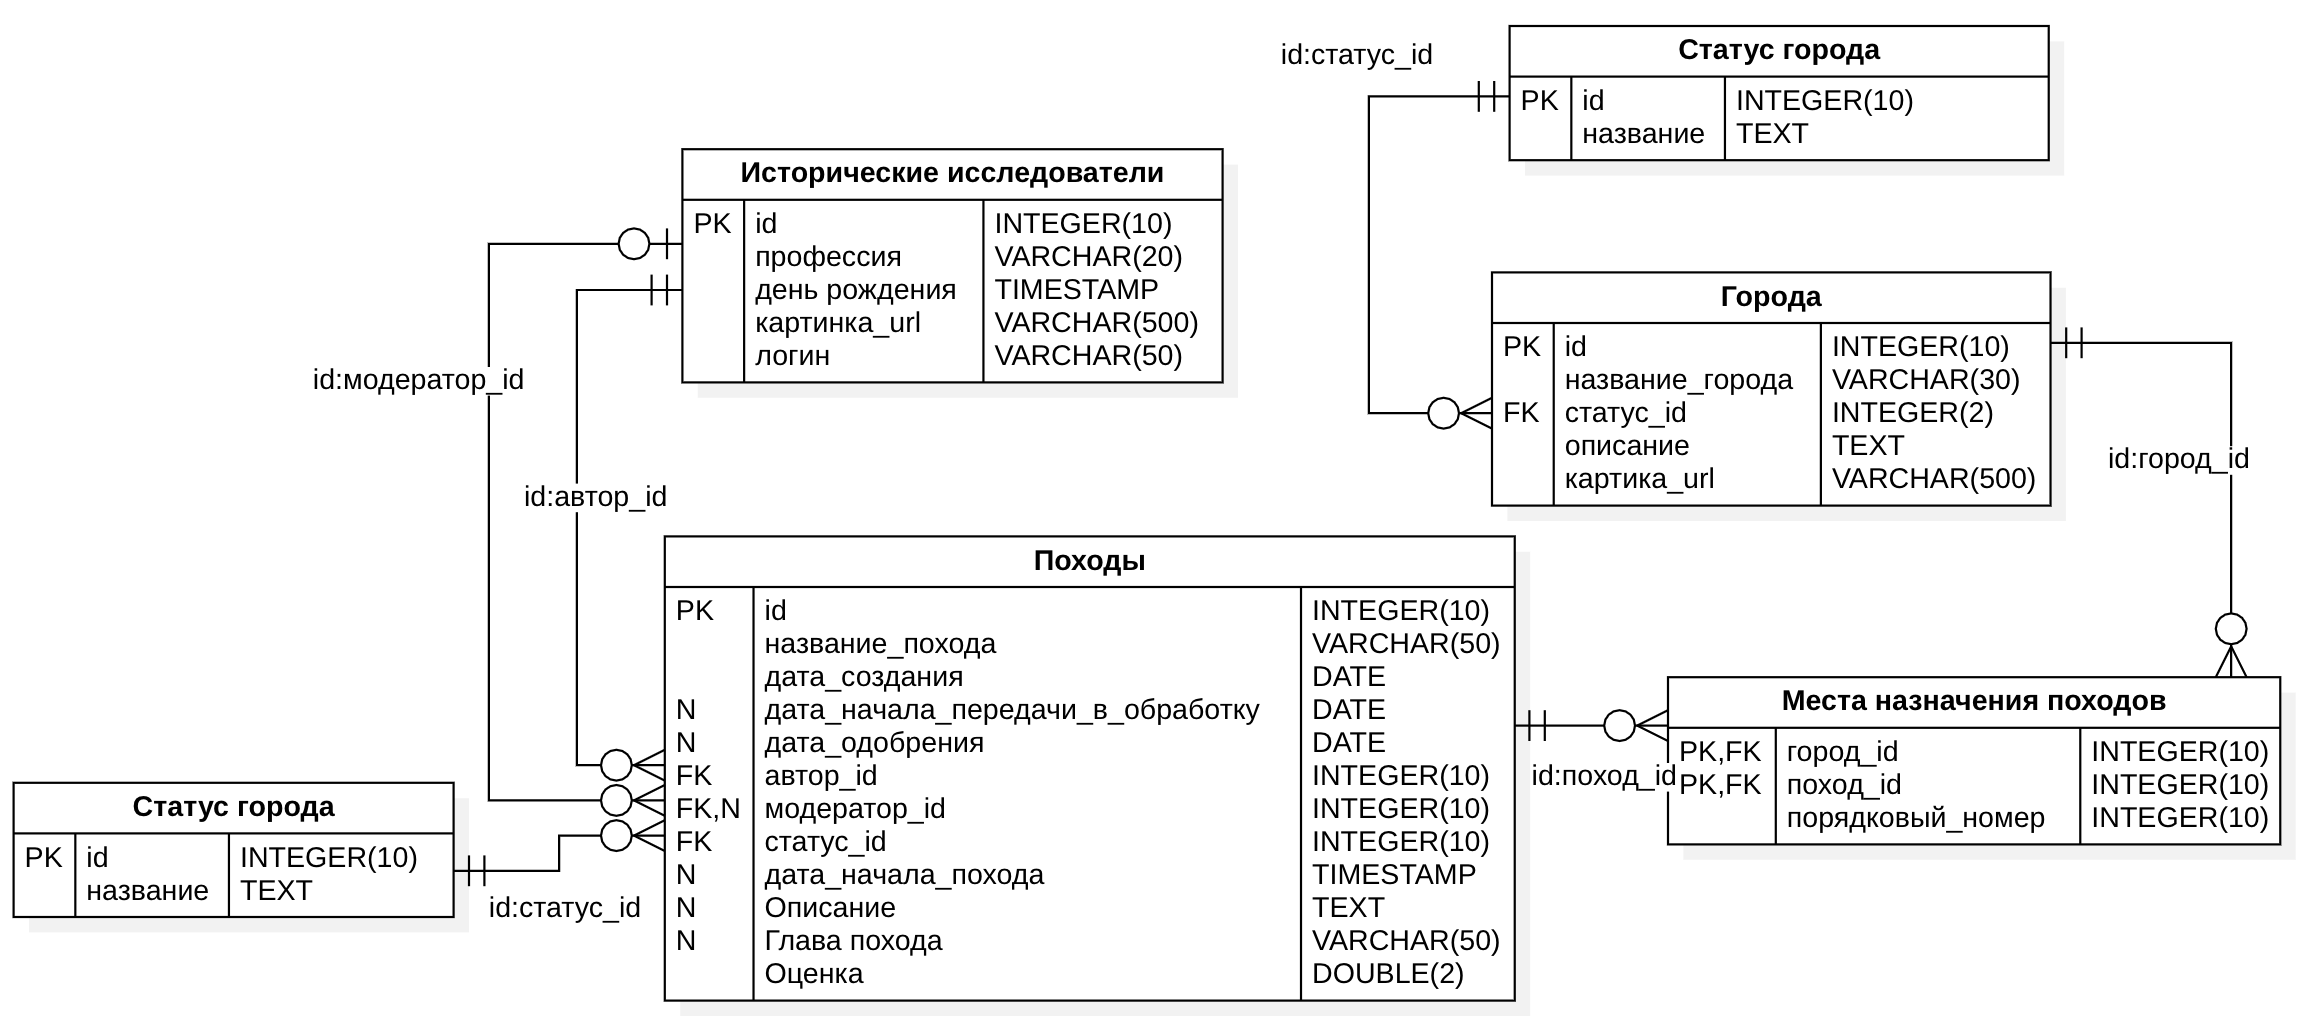 id:статус_id
Статус города
PK id INTEGER(10)
название TEXT
Исторические исследователи
PK id INTEGER(10)
профессия VARCHAR(20)
день рождения TIMESTAMP
картинка_url VARCHAR(500)
логин VARCHAR(50)
id:модератор_id
id:автор_id
Города
PK id INTEGER(10)
название_города VARCHAR(30)
FK статус_id INTEGER(2)
описание TEXT
картика_url VARCHAR(500)
id:город_id
Походы
PK id INTEGER(10)
название_похода VARCHAR(50)
дата_создания DATE
N дата_начала_передачи_в_обработку DATE
N дата_одобрения DATE
FK автор_id INTEGER(10)
FK,N модератор_id INTEGER(10)
FK статус_id INTEGER(10)
N дата_начала_похода TIMESTAMP
N Описание TEXT
N Глава похода VARCHAR(50)
Оценка DOUBLE(2)
id:поход_id
Места назначения походов
PK,FK город_id INTEGER(10)
PK,FK поход_id INTEGER(10)
порядковый_номер INTEGER(10)
Статус города
PK id INTEGER(10)
название TEXT
id:статус_id